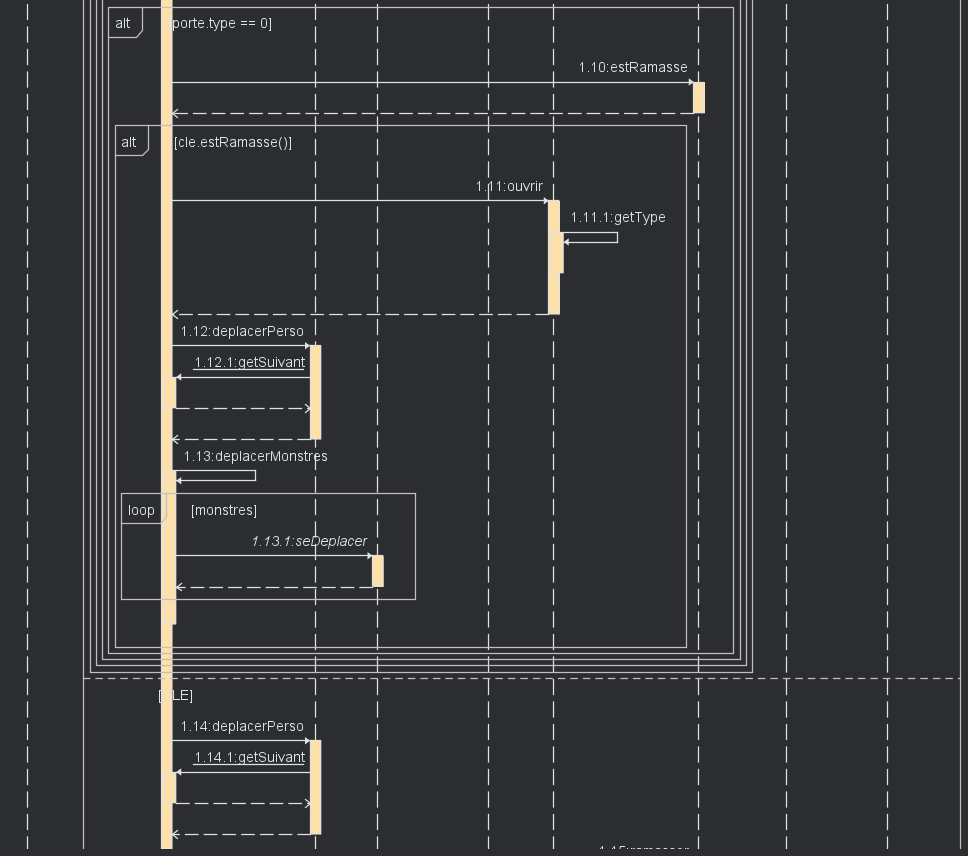 alt porte.type == 0]
1.10:estRamasse
alt [cle.estRamasse()]
1.11:ouvrir
1.11.1:getType
1.12:deplacerPerso
1.12.1:getSuivant
1.13:deplacerMonstres
loop [monstres]
1.13.1:seDeplacer
[ LE]
1.14:deplacerPerso
1.14.1:getSuivant